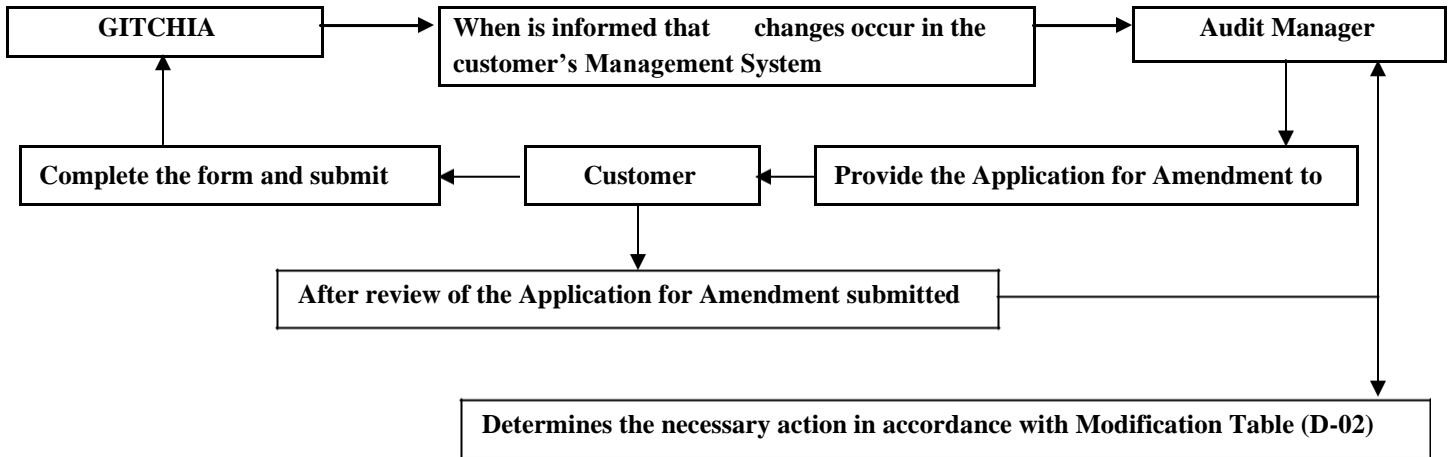 GITCHIA
When is informed that changes occur in the
customer's Management System
Audit Manager
Complete the form and submit
Customer
Provide the Application for Amendment to
After review of the Application for Amendment submitted
Determines the necessary action in accordance with Modification Table (D-02)